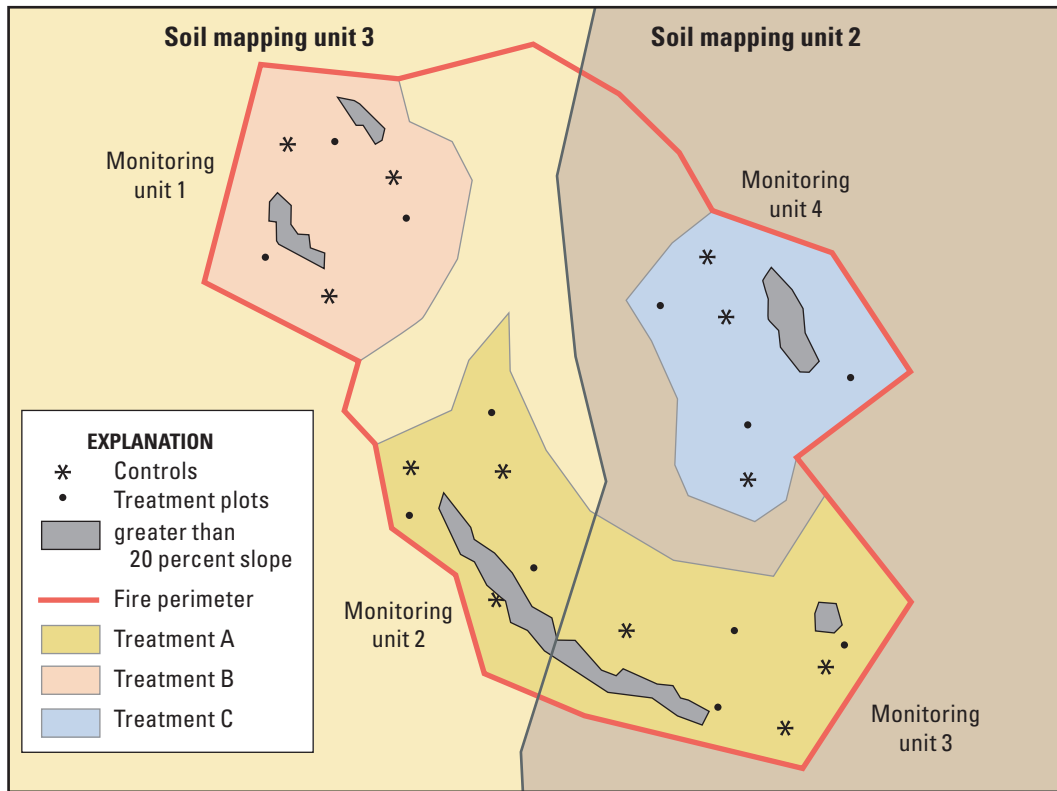 Soil mapping unit 3
Soil mapping unit 2
Monitoring
unit 1
Monitoring
unit 4
EXPLANATION
Controls
Treatment plots
greater than
20 percent slope
Fire perimeter
Treatment A
Treatment B
Treatment C
Monitoring
unit 2
Monitoring
unit 3